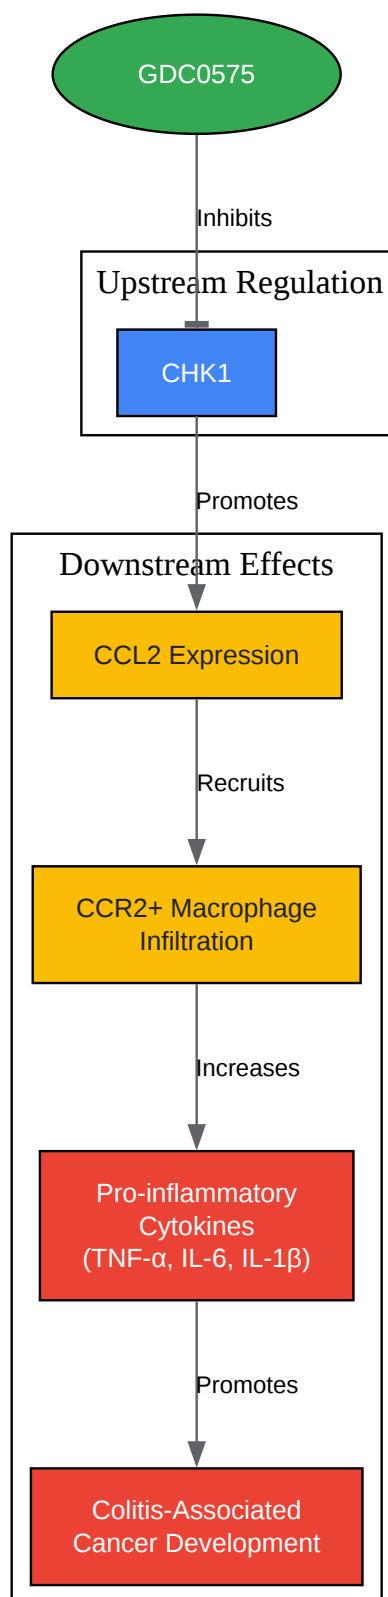 GDC0575
Inhibits
Upstream Regulation
CHK1
Promotes
Downstream Effects
CCL2 Expression
Recruits
CCR2+ Macrophage
Infiltration
Increases
Pro-inflammatory
Cytokines
(TNF-α, IL-6, IL-1β)
Promotes
Colitis-Associated
Cancer Development